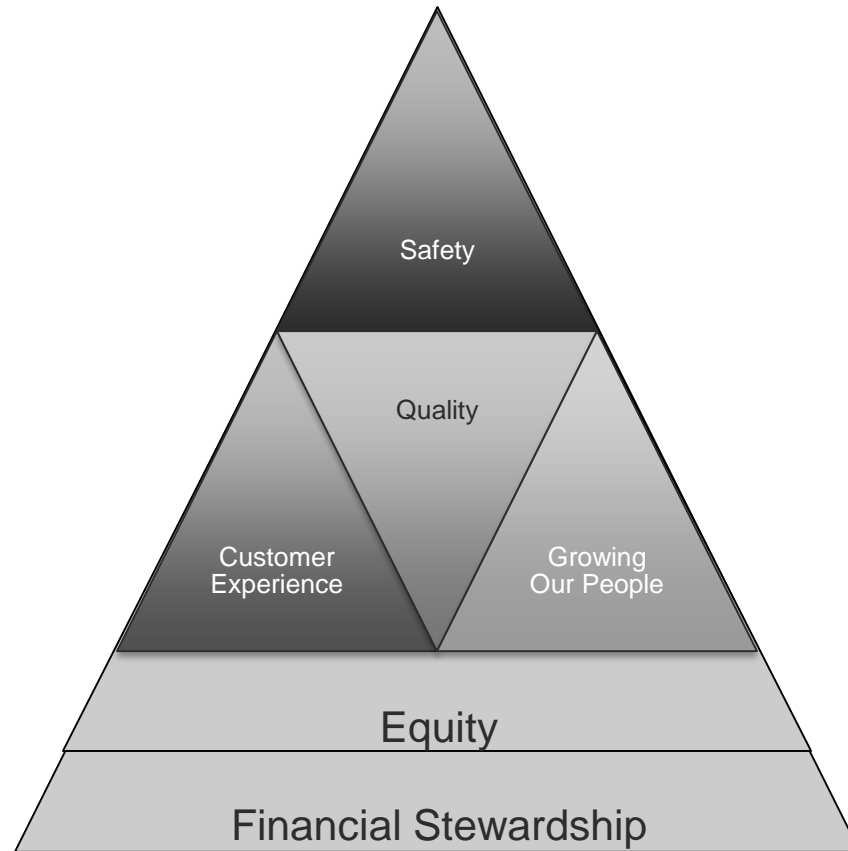 Safety
Quality
Customer
Experience
Growing
Our People
Equity
Financial Stewardship